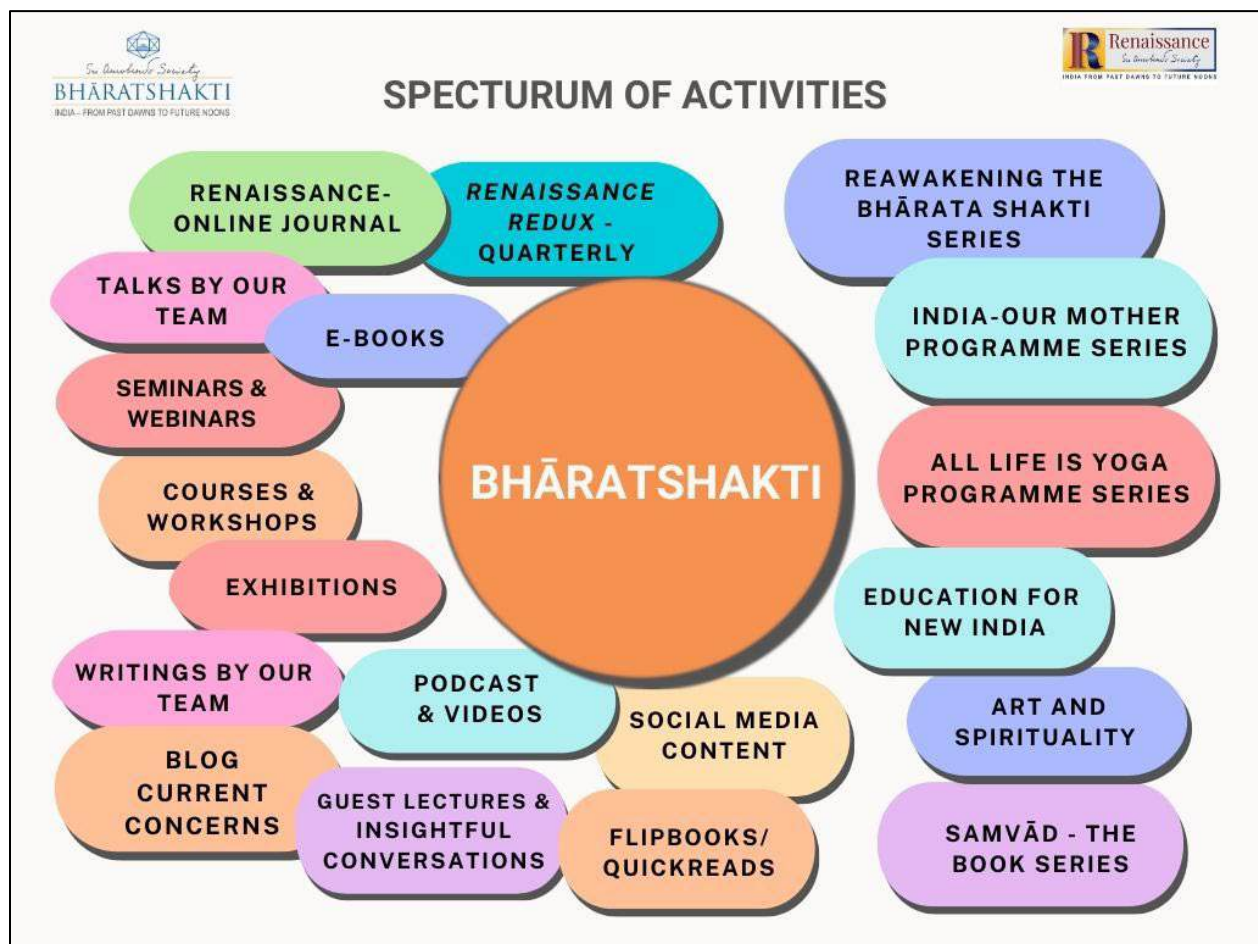 Sri Aurobindo Society
BHĀRATSHAKTI
INDIA – FROM PAST DAWNS TO FUTURE NOONS
Renaissance
Sri Aurobindo Society
INDIA FROM PAST DAWNS TO FUTURE NOONS
SPECTURUM OF ACTIVITIES
RENAISSANCE-
ONLINE JOURNAL
RENAISSANCE
REDUX -
QUARTERLY
REAWAKENING THE
BHĀRATA SHAKTI
SERIES
TALKS BY OUR
TEAM
E-BOOKS
INDIA-OUR MOTHER
PROGRAMME SERIES
SEMINARS &
WEBINARS
BHĀRATSHAKTI
ALL LIFE IS YOGA
PROGRAMME SERIES
COURSES &
WORKSHOPS
EXHIBITIONS
EDUCATION FOR
NEW INDIA
WRITINGS BY OUR
TEAM
PODCAST
& VIDEOS
SOCIAL MEDIA
CONTENT
ART AND
SPIRITUALITY
BLOG
CURRENT
CONCERNS
GUEST LECTURES &
INSIGHTFUL
CONVERSATIONS
FLIPBOOKS/
QUICKREADS
SAMVĀD - THE
BOOK SERIES